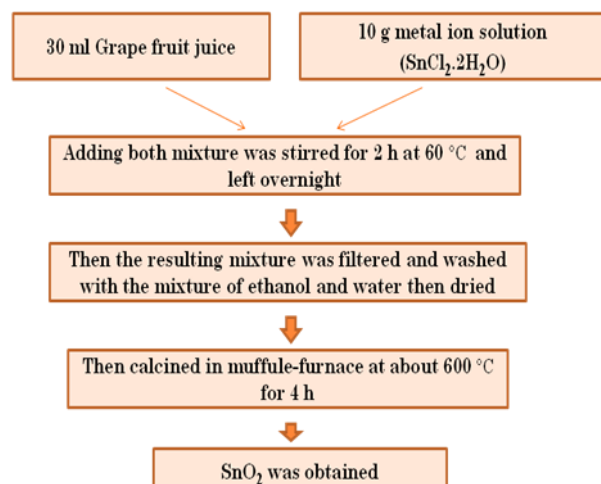 30 ml Grape fruit juice
10 g metal ion solution
(SnCl₂.2H₂O)
Adding both mixture was stirred for 2 h at 60 °C and
left overnight
Then the resulting mixture was filtered and washed
with the mixture of ethanol and water then dried
Then calcined in muffule-furnace at about 600 °C
for 4 h
SnO₂ was obtained